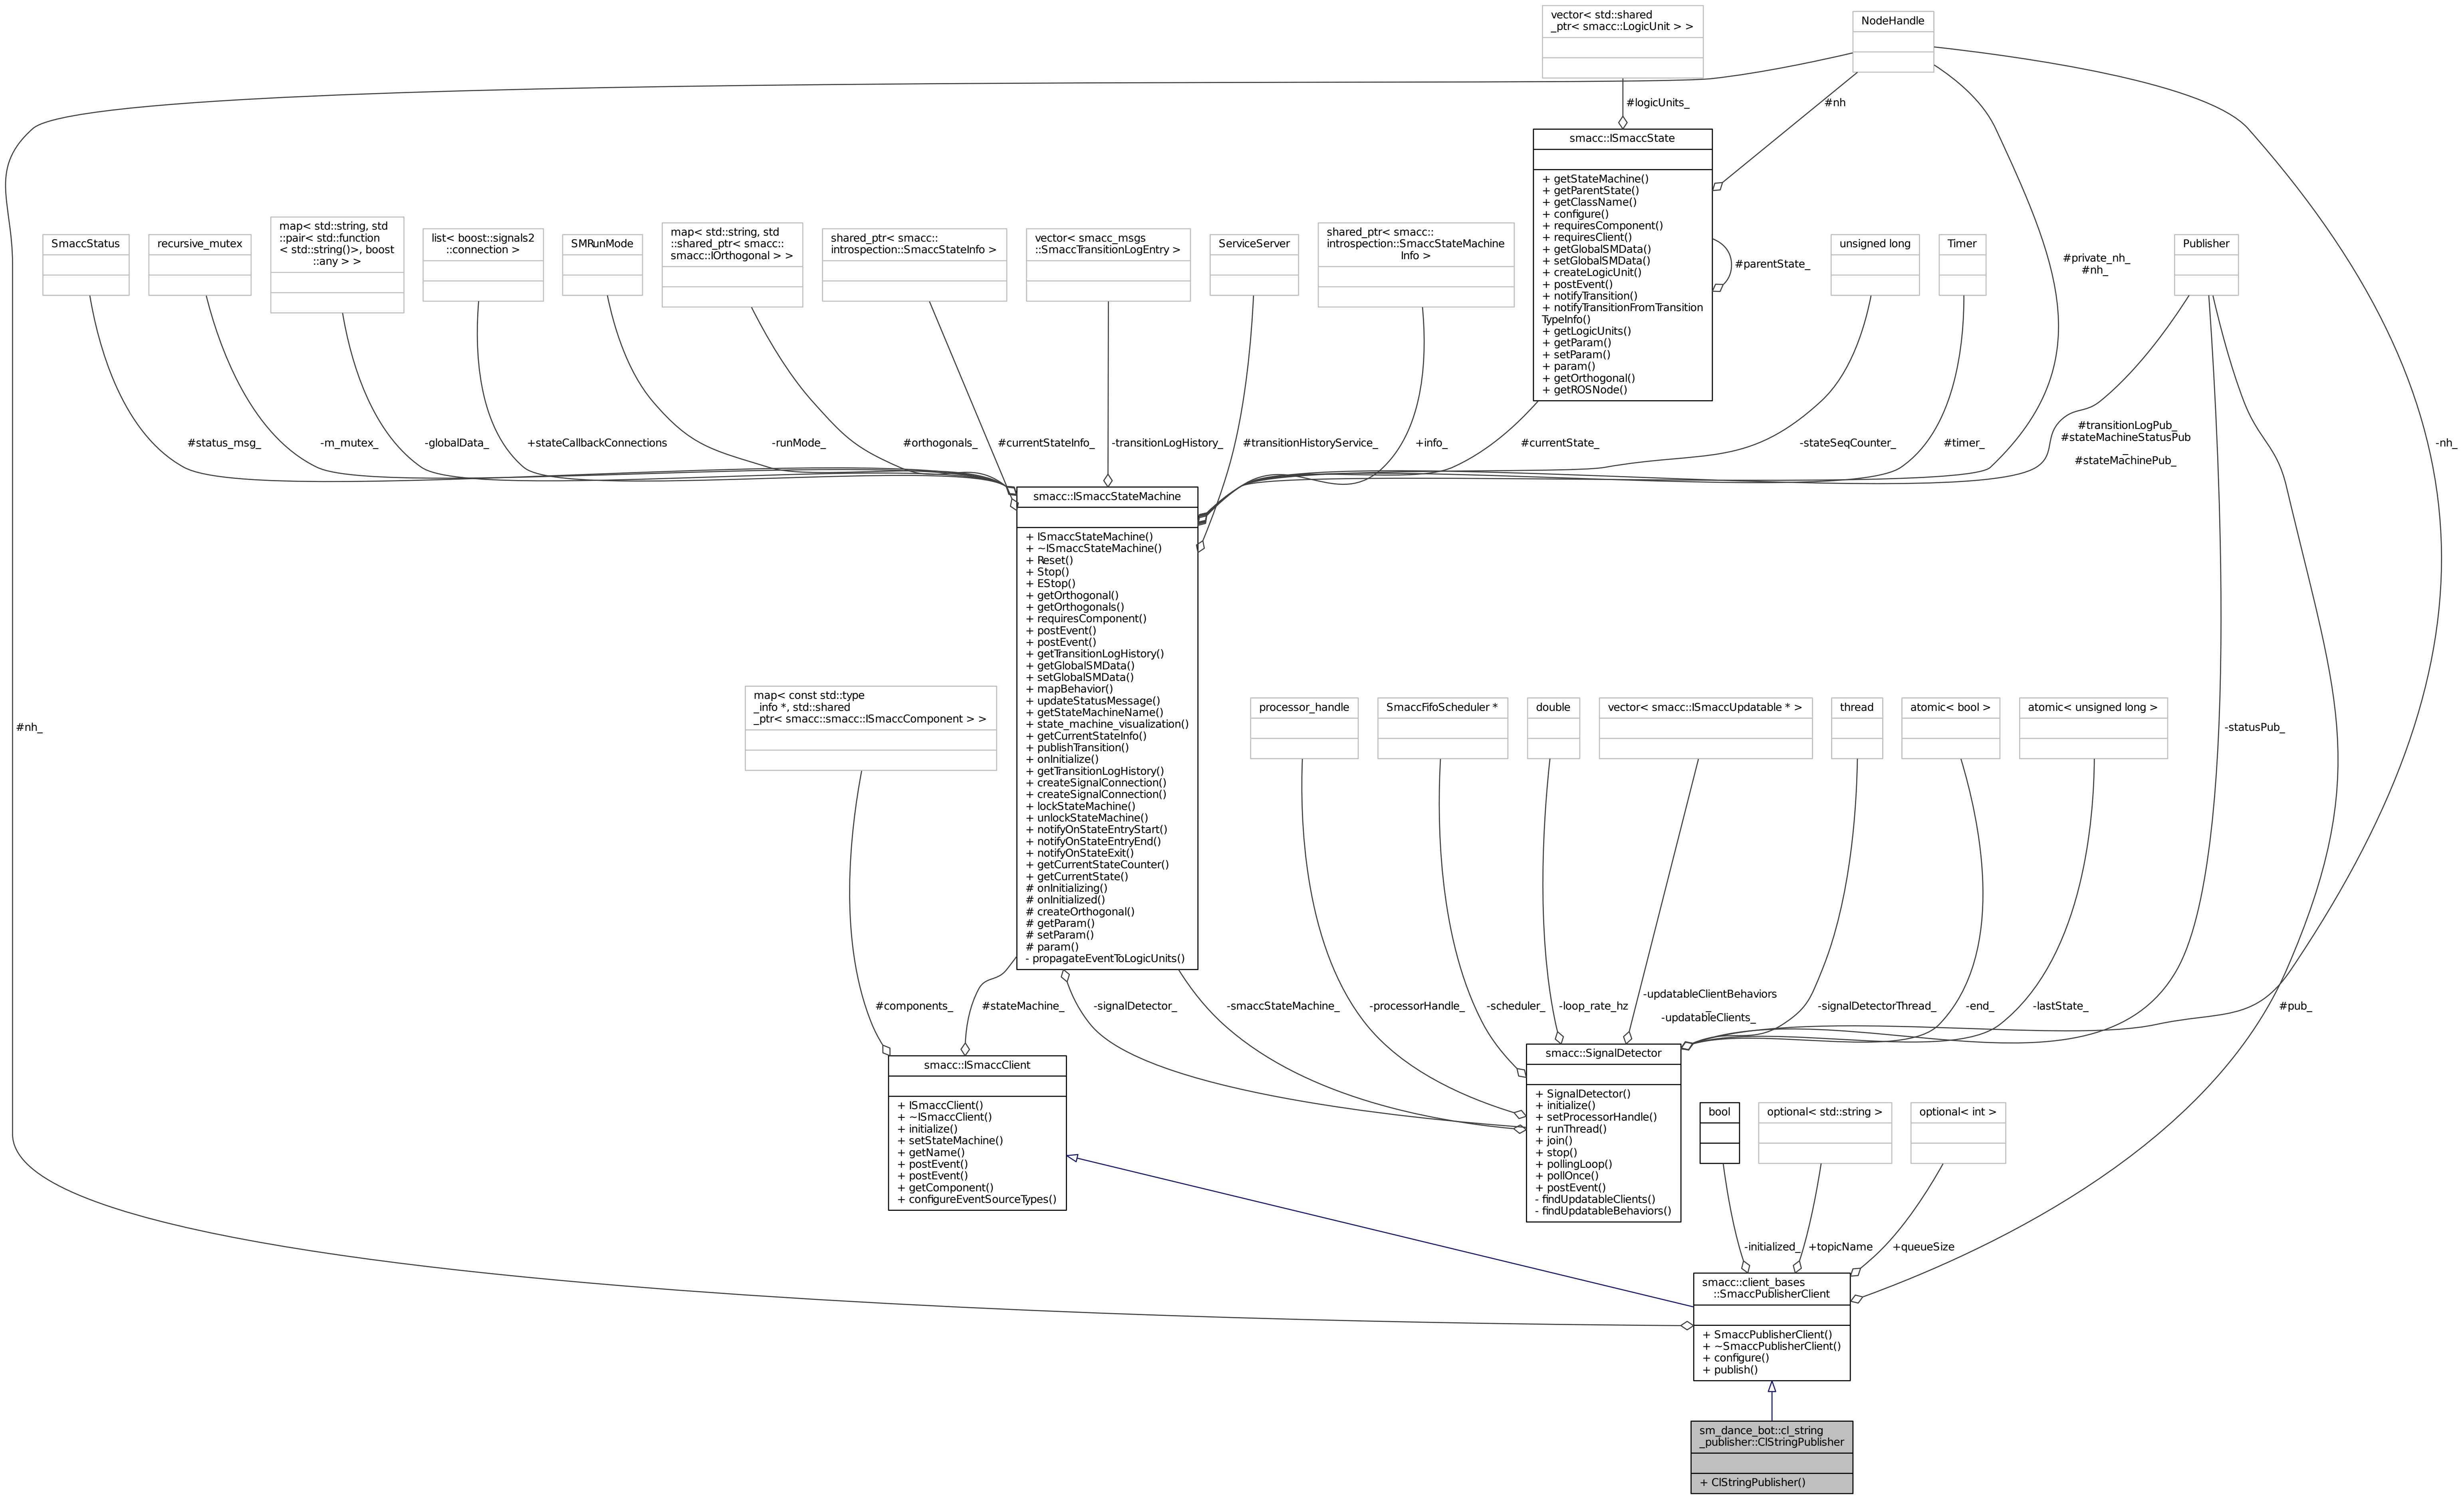 vector< std::shared
_ptr< smacc::LogicUnit > >
NodeHandle
#logicUnits_
#nh
smacc::ISmaccState
+ getStateMachine()
+ getParentState()
+ getClassName()
+ configure()
+ requiresComponent()
+ requiresClient()
+ getGlobalSMData()
+ setGlobalSMData()
+ createLogicUnit()
+ postEvent()
+ notifyTransition()
+ notifyTransitionFromTransition
TypeInfo()
+ getLogicUnits()
+ getParam()
+ setParam()
+ param()
+ getOrthogonal()
+ getROSNode()
#parentState_
SmaccStatus
recursive_mutex
map< std::string, std
::pair< std::function
< std::string()>, boost
::any > >
list< boost::signals2
::connection >
SMRunMode
map< std::string, std
::shared_ptr< smacc::
smacc::IOrthogonal > >
shared_ptr< smacc::
introspection::SmaccStateInfo >
vector< smacc_msgs
::SmaccTransitionLogEntry >
ServiceServer
shared_ptr< smacc::
introspection::SmaccStateMachine
Info >
unsigned long
Timer
#private_nh_
#nh_
Publisher
#status_msg_
-m_mutex_
-globalData_
+stateCallbackConnections
-runMode_
#orthogonals_
#currentStateInfo_
-transitionLogHistory_
#transitionHistoryService_
+info_
#currentState_
-stateSeqCounter_
#timer_
#transitionLogPub_
#stateMachineStatusPub
_
#stateMachinePub_
-nh_
smacc::ISmaccStateMachine
+ ISmaccStateMachine()
+ ~ISmaccStateMachine()
+ Reset()
+ Stop()
+ EStop()
+ getOrthogonal()
+ getOrthogonals()
+ requiresComponent()
+ postEvent()
+ postEvent()
+ getTransitionLogHistory()
+ getGlobalSMData()
+ setGlobalSMData()
+ mapBehavior()
+ updateStatusMessage()
+ getStateMachineName()
+ state_machine_visualization()
+ getCurrentStateInfo()
+ publishTransition()
+ onInitialize()
+ getTransitionLogHistory()
+ createSignalConnection()
+ createSignalConnection()
+ lockStateMachine()
+ unlockStateMachine()
+ notifyOnStateEntryStart()
+ notifyOnStateEntryEnd()
+ notifyOnStateExit()
+ getCurrentStateCounter()
+ getCurrentState()
# onInitializing()
# onInitialized()
# createOrthogonal()
# getParam()
# setParam()
# param()
- propagateEventToLogicUnits()
#nh_
map< const std::type
_info *, std::shared
_ptr< smacc::smacc::ISmaccComponent > >
processor_handle
SmaccFifoScheduler *
double
vector< smacc::ISmaccUpdatable * >
thread
atomic< bool >
atomic< unsigned long >
-statusPub_
#components_
#stateMachine_
-signalDetector_
-smaccStateMachine_
-processorHandle_
-scheduler_
-loop_rate_hz
-updatableClientBehaviors
_
-updatableClients_
-signalDetectorThread_
-end_
-lastState_
#pub_
smacc::ISmaccClient
+ ISmaccClient()
+ ~ISmaccClient()
+ initialize()
+ setStateMachine()
+ getName()
+ postEvent()
+ postEvent()
+ getComponent()
+ configureEventSourceTypes()
smacc::SignalDetector
+ SignalDetector()
+ initialize()
+ setProcessorHandle()
+ runThread()
+ join()
+ stop()
+ pollingLoop()
+ pollOnce()
+ postEvent()
- findUpdatableClients()
- findUpdatableBehaviors()
bool
optional< std::string >
optional< int >
-initialized_
+topicName
+queueSize
smacc::client_bases
::SmaccPublisherClient
+ SmaccPublisherClient()
+ ~SmaccPublisherClient()
+ configure()
+ publish()
sm_dance_bot::cl_string
_publisher::ClStringPublisher
+ ClStringPublisher()